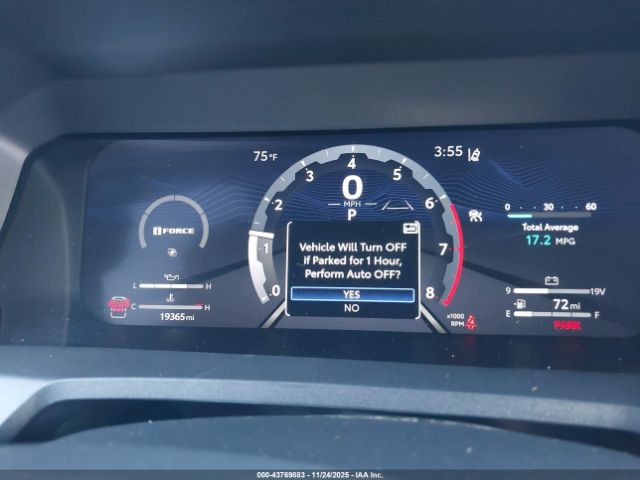 75°F
3:55
0
MPH
P
0
1
2
3
4
5
6
7
8
x1000
RPM
i FORCE
L H
C H
19365 mi
Vehicle Will Turn OFF
if Parked for 1 Hour,
Perform Auto OFF?
YES
NO
0 30 60
Total Average
17.2 MPG
9 19V
72 mi
E F
PARK
000-43769883 - 11/24/2025 - IAA Inc.